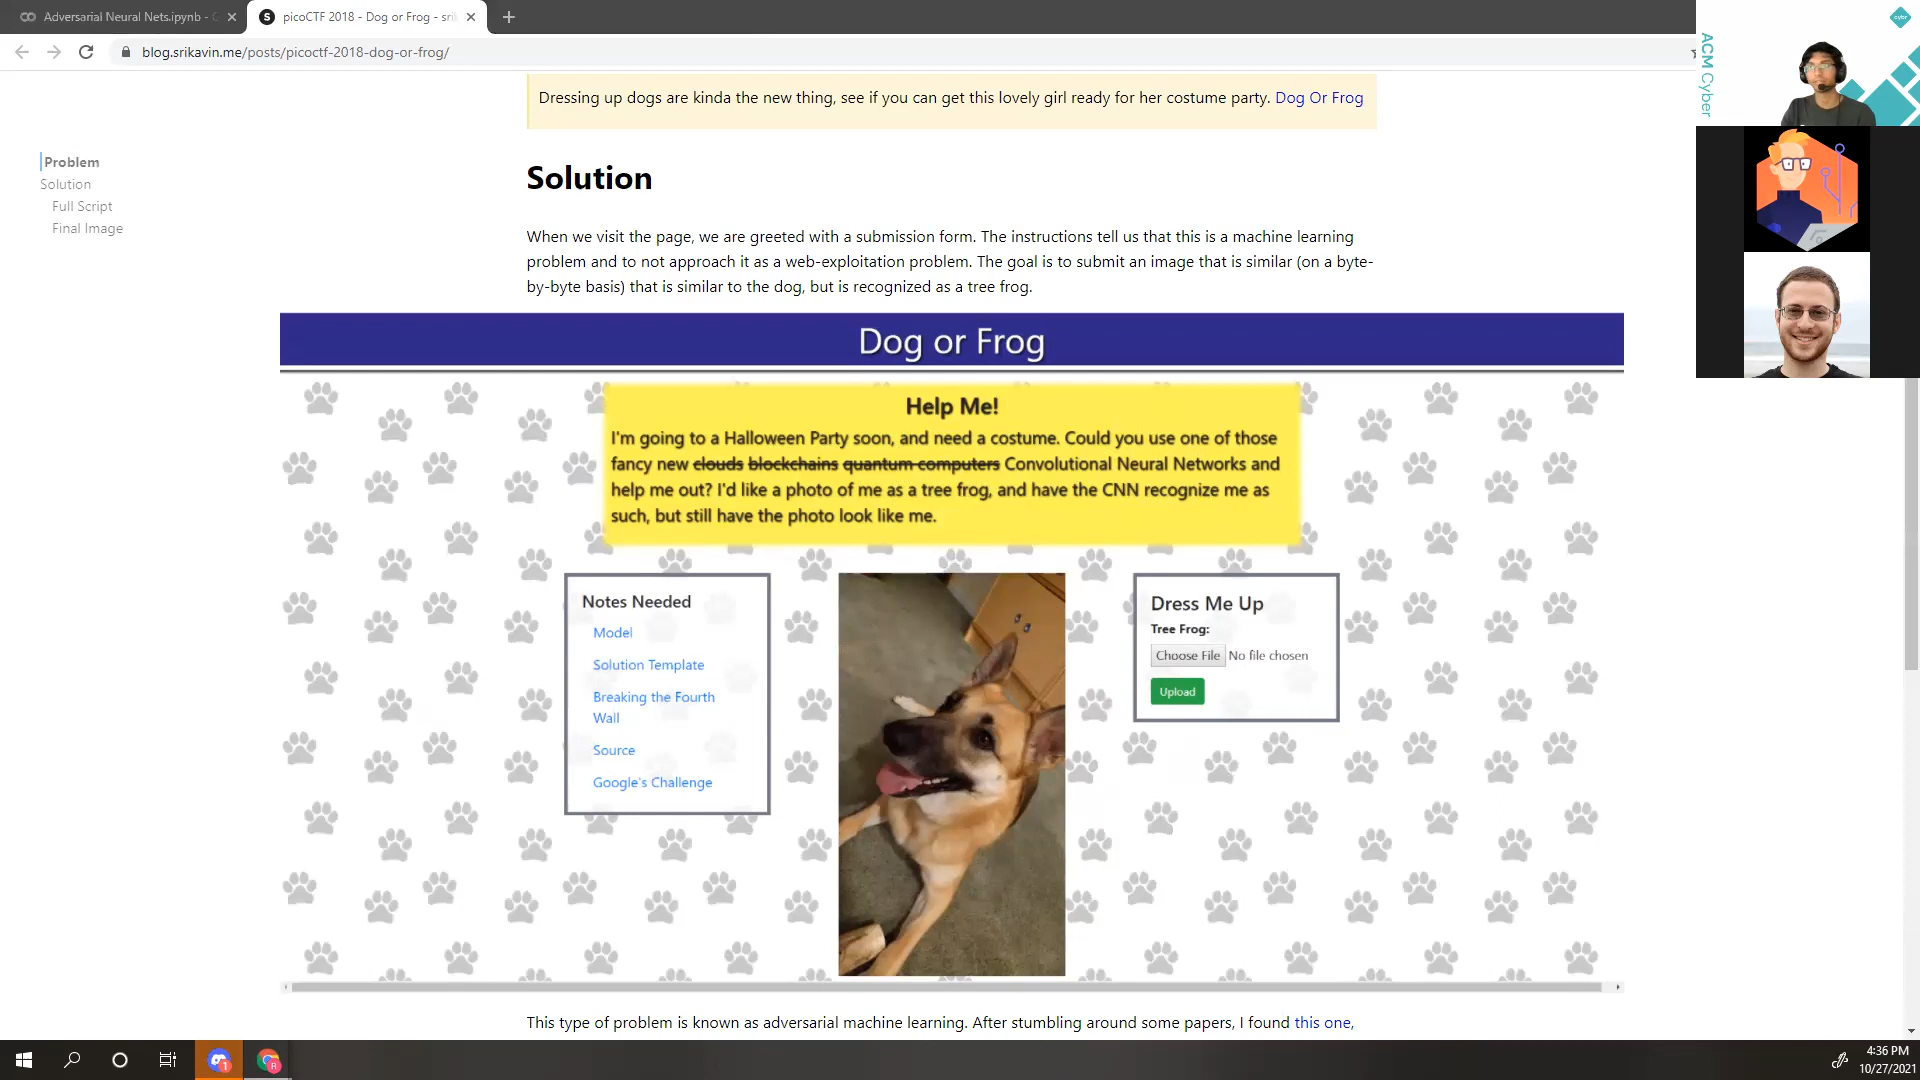 Adversarial Neural Nets.ipynb -
picoCTF 2018 - Dog or Frog - sri
blog.srikavin.me/posts/picoctf-2018-dog-or-frog/
cybr
ACM Cyber
Dressing up dogs are kinda the new thing, see if you can get this lovely girl ready for her costume party. Dog Or Frog
Problem
Solution
Full Script
Final Image
Solution
When we visit the page, we are greeted with a submission form. The instructions tell us that this is a machine learning
problem and to not approach it as a web-exploitation problem. The goal is to submit an image that is similar (on a byte-
by-byte basis) that is similar to the dog, but is recognized as a tree frog.
Dog or Frog
Help Me!
I'm going to a Halloween Party soon, and need a costume. Could you use one of those
fancy new clouds blockchains quantum computers Convolutional Neural Networks and
help me out? I'd like a photo of me as a tree frog, and have the CNN recognize me as
such, but still have the photo look like me.
Notes Needed
Model
Solution Template
Breaking the Fourth
Wall
Source
Google's Challenge
Dress Me Up
Tree Frog:
Choose File No file chosen
Upload
This type of problem is known as adversarial machine learning. After stumbling around some papers, I found this one,
4:36 PM
10/27/2021